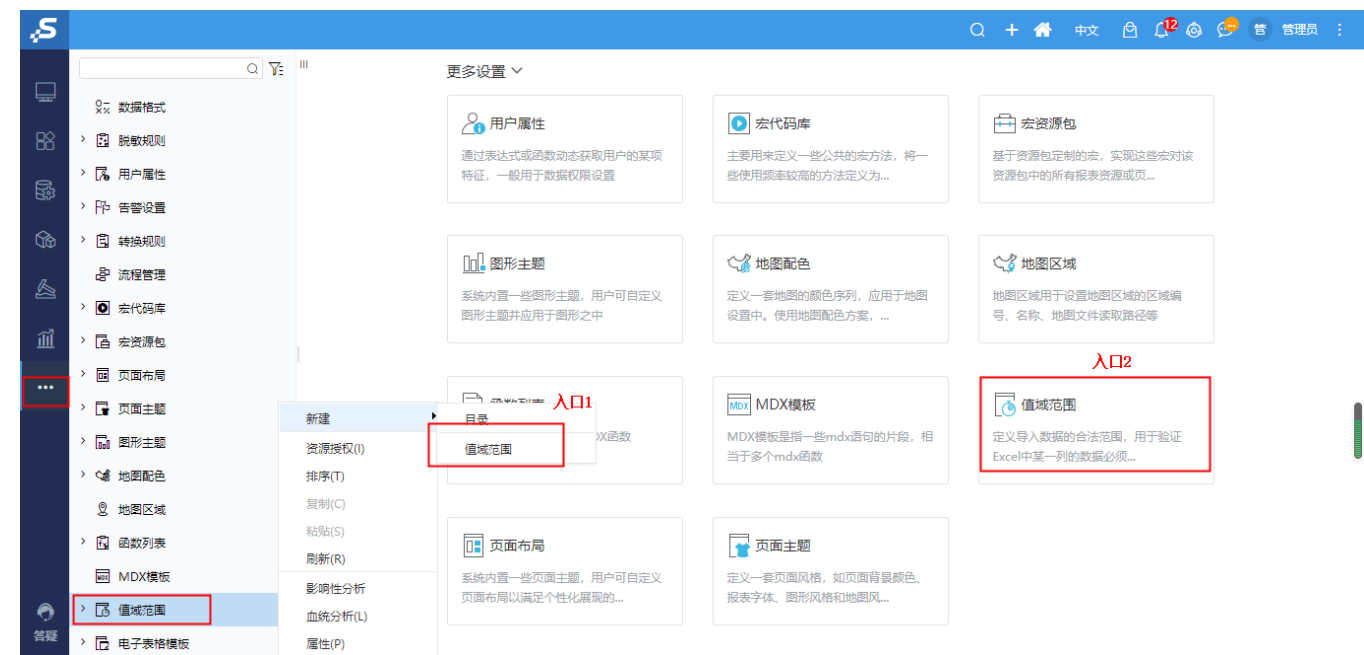 S
中文
12
管
管理员
更多设置
数据格式
脱敏规则
用户属性
告警设置
转换规则
流程管理
宏代码库
宏资源包
页面布局
页面主题
图形主题
地图配色
地图区域
函数列表
MDX模板
值域范围
电子表格模板
答疑
新建
资源授权(I)
排序(T)
复制(C)
粘贴(S)
刷新(R)
影响性分析
血统分析(L)
属性(P)
入口1
目录
值域范围
用户属性
通过表达式或函数动态获取用户的某项
特征，一般用于数据权限设置
宏代码库
主要用来定义一些公共的宏方法，将一
些使用频率较高的方法定义为...
宏资源包
基于资源包定制的宏，实现这些宏对该
资源包中的所有报表资源或页...
图形主题
系统内置一些图形主题，用户可自定义
图形主题并应用于图形之中
地图配色
定义一套地图的颜色序列，应用于地图
设置中。使用地图配色方案，...
地图区域
地图区域用于设置地图区域的区域编
号、名称、地图文件读取路径等
入口2
X函数
MDX
MDX模板
MDX模板是指一些mdx语句的片段，相
当于多个mdx函数
值域范围
定义导入数据的合法范围，用于验证
Excel中某一列的数据必须...
页面布局
系统内置一些页面主题，用户可自定义
页面布局以满足个性化展现的...
页面主题
定义一套页面风格，如页面背景颜色、
报表字体、图形风格和地图风...